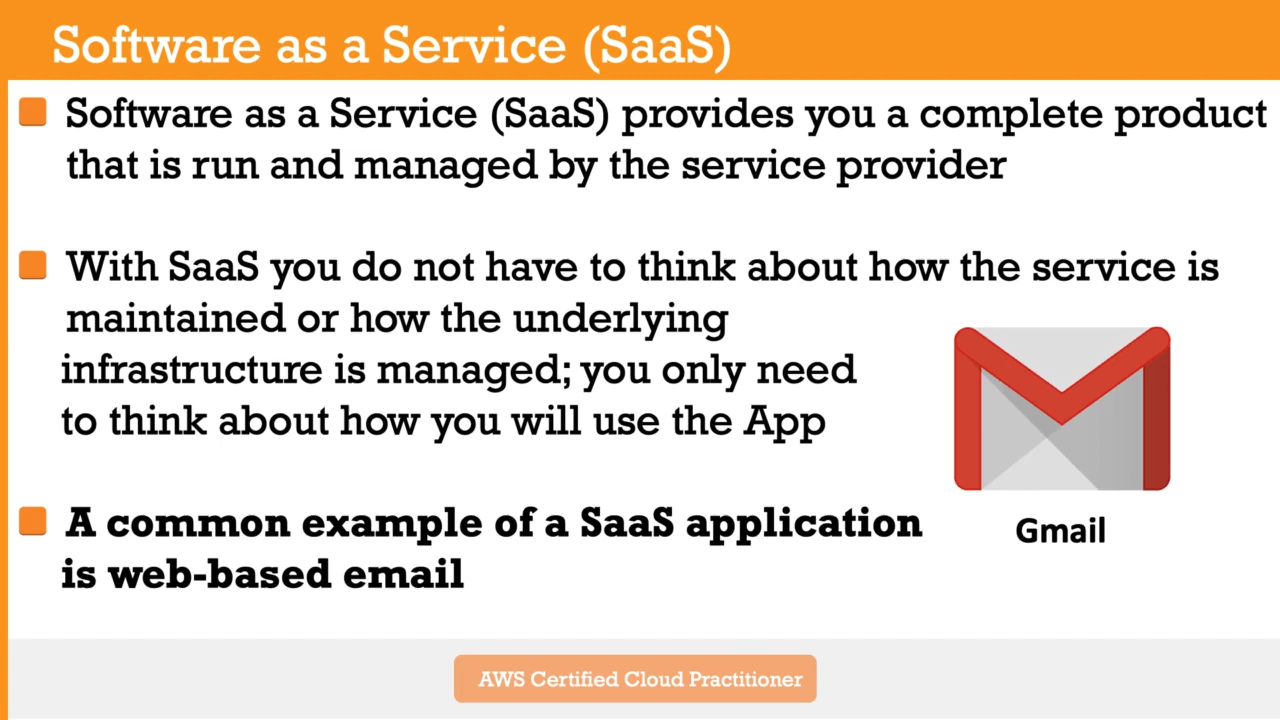 Software as a Service (SaaS)
Software as a Service (SaaS) provides you a complete product
that is run and managed by the service provider
With SaaS you do not have to think about how the service is
maintained or how the underlying
infrastructure is managed; you only need
to think about how you will use the App
A common example of a SaaS application
is web-based email
Gmail
AWS Certified Cloud Practitioner